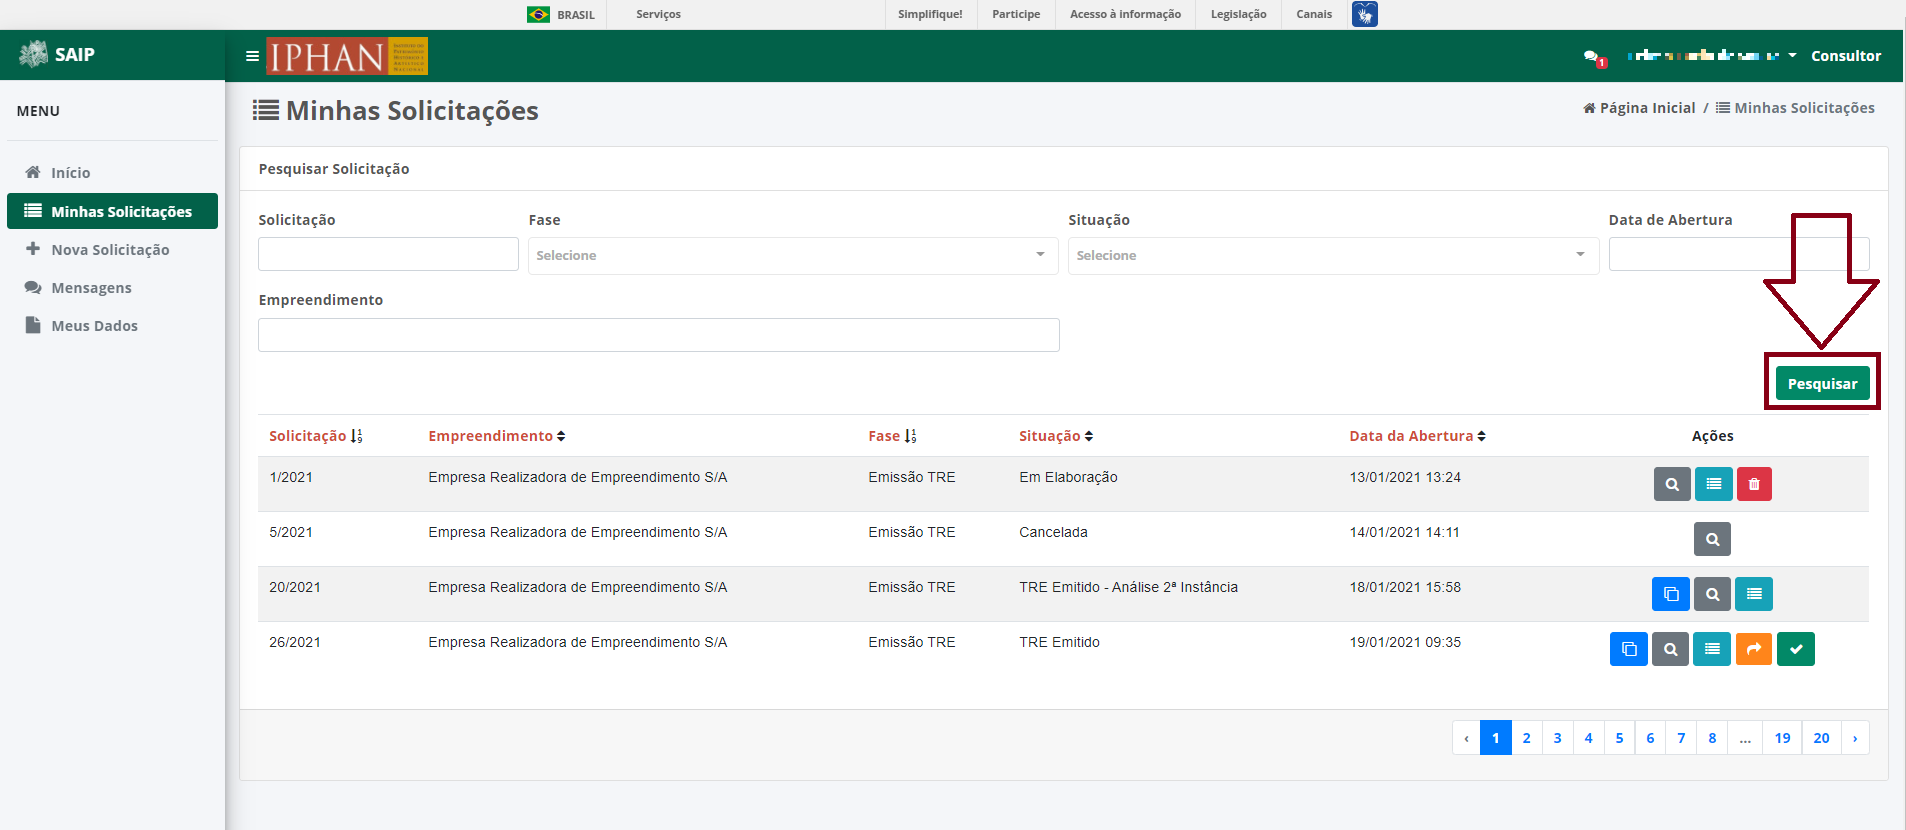 BRASIL Serviços Simplifique! Participe Acesso à informação Legislação Canais
SAIP
IPHAN
1
Consultor
MENU
Início
Minhas Solicitações
Nova Solicitação
Mensagens
Meus Dados
Minhas Solicitações
Página Inicial / Minhas Solicitações
Pesquisar Solicitação
Solicitação Fase Situação Data de Abertura
Selecione Selecione
Empreendimento
Pesquisar
Solicitação Empreendimento Fase Situação Data da Abertura Ações
1/2021 Empresa Realizadora de Empreendimento S/A Emissão TRE Em Elaboração 13/01/2021 13:24
5/2021 Empresa Realizadora de Empreendimento S/A Emissão TRE Cancelada 14/01/2021 14:11
20/2021 Empresa Realizadora de Empreendimento S/A Emissão TRE TRE Emitido - Análise 2ª Instância 18/01/2021 15:58
26/2021 Empresa Realizadora de Empreendimento S/A Emissão TRE TRE Emitido 19/01/2021 09:35
‹ 1 2 3 4 5 6 7 8 ... 19 20 ›